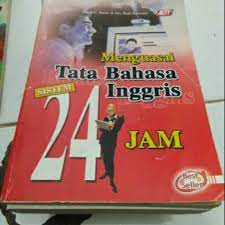 Menguasai
Tata Bahasa
SISTEM
Inggris
24
JAM
Best
Seller